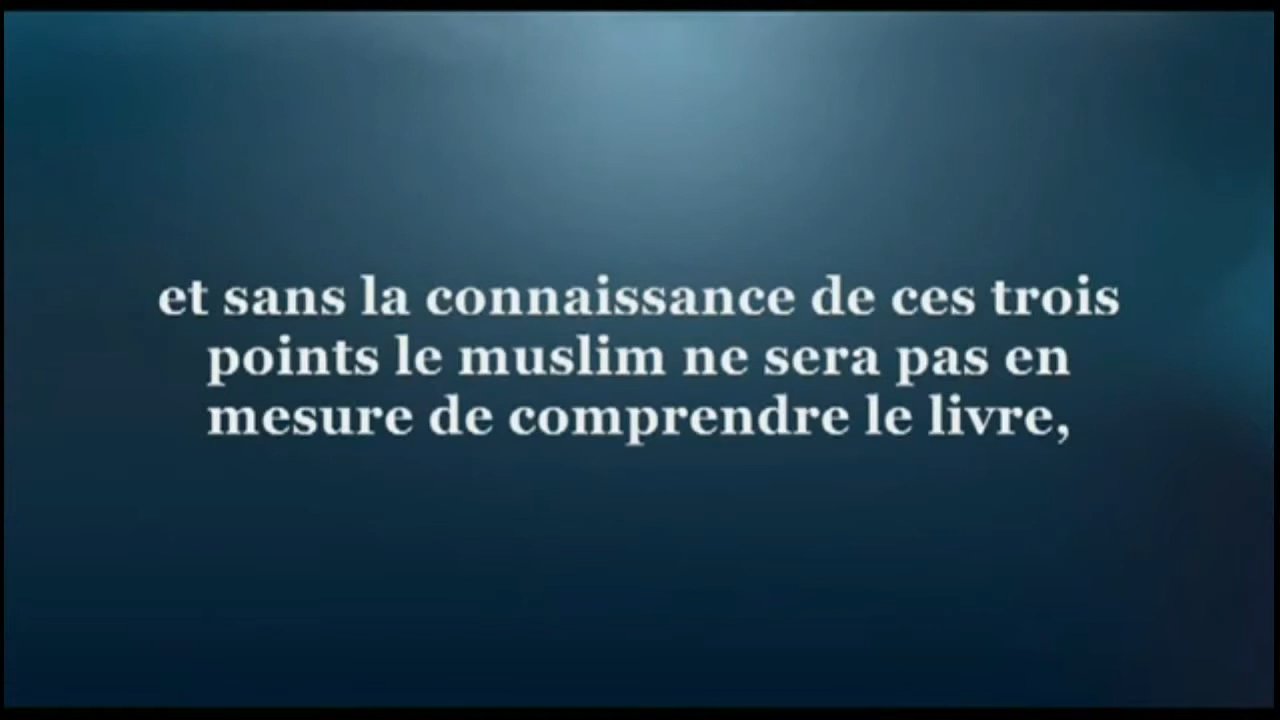 et sans la connaissance de ces trois
points le muslim ne sera pas en
mesure de comprendre le livre,